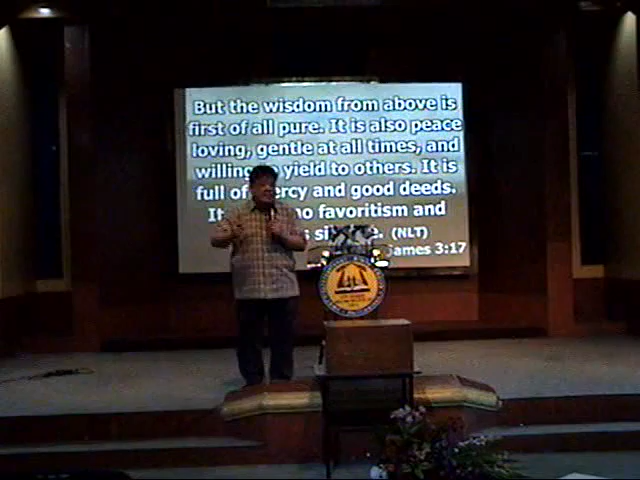 But the wisdom from above is
first of all pure. It is also peace
loving, gentle at all times, and
willing yield to others. It is
full of ercy and good deeds.
It no favoritism and
(NLT)
ames 3:17